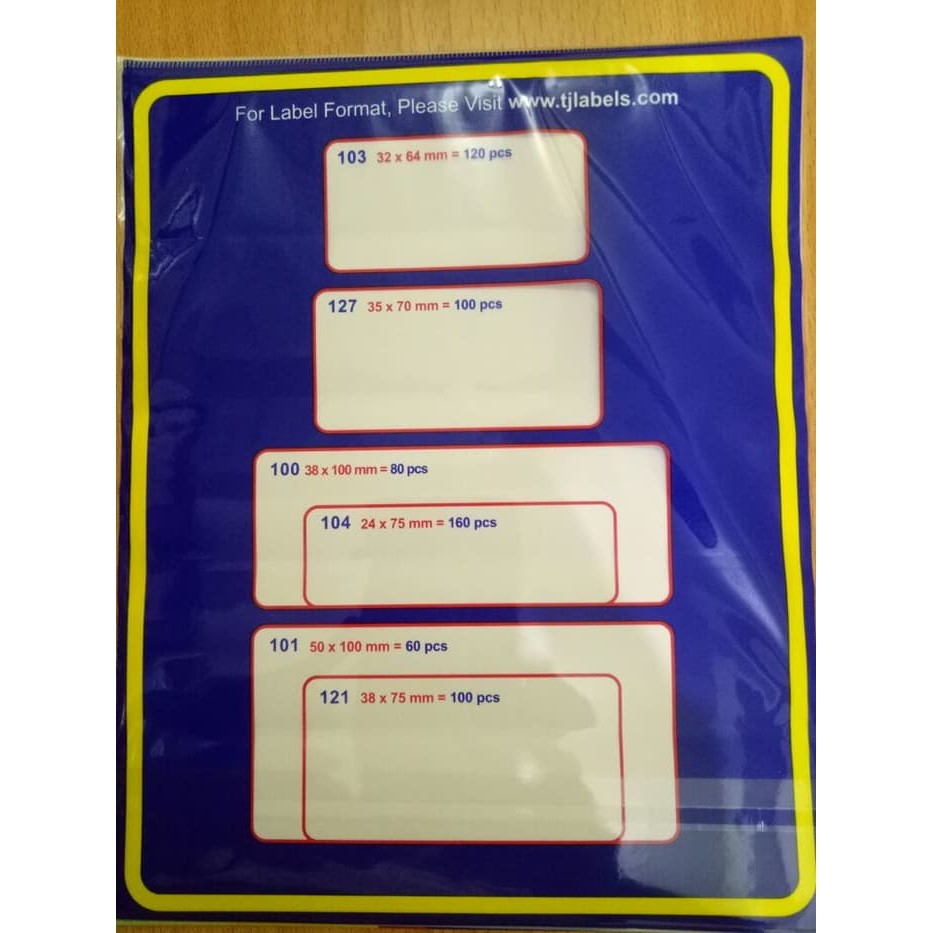 For Label Format, Please Visit www.tjlabels.com
103 32 x 64 mm = 120 pcs
127 35 x 70 mm = 100 pcs
100 38 x 100 mm = 80 pcs
104 24 x 75 mm = 160 pcs
101 50 x 100 mm = 60 pcs
121 38 x 75 mm = 100 pcs